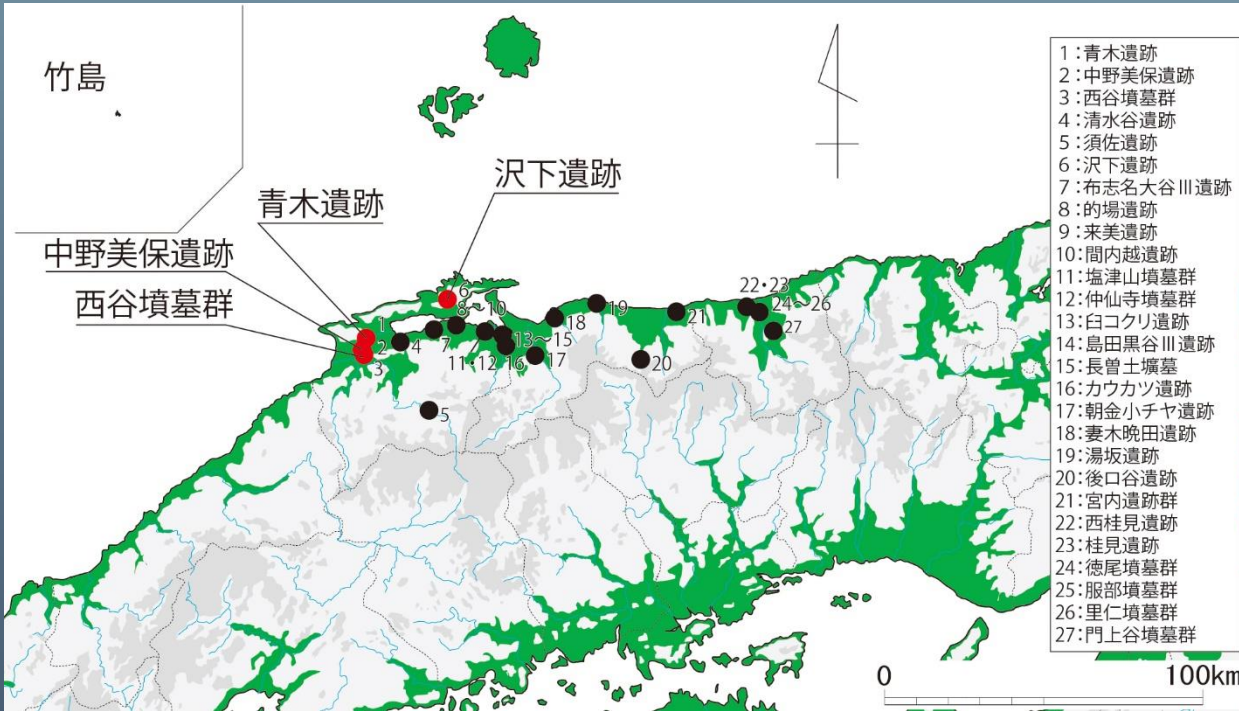 竹島
沢下遺跡
青木遺跡
中野美保遺跡
西谷墳墓群
1
2
3
4
5
6
7
8～10
11・12
13～15
16
17
18
19
20
21
22・23
24～26
27
1：青木遺跡
2：中野美保遺跡
3：西谷墳墓群
4：清水谷遺跡
5：須佐遺跡
6：沢下遺跡
7：布志名大谷Ⅲ遺跡
8：的場遺跡
9：来美遺跡
10：間内越遺跡
11：塩津山墳墓群
12：仲仙寺墳墓群
13：臼コクリ遺跡
14：島田黒谷Ⅲ遺跡
15：長曽土壙墓
16：カウカツ遺跡
17：朝金小チヤ遺跡
18：妻木晩田遺跡
19：湯坂遺跡
20：後口谷遺跡
21：宮内遺跡群
22：西桂見遺跡
23：桂見遺跡
24：徳尾墳墓群
25：服部墳墓群
26：里仁墳墓群
27：門上谷墳墓群
0 100km